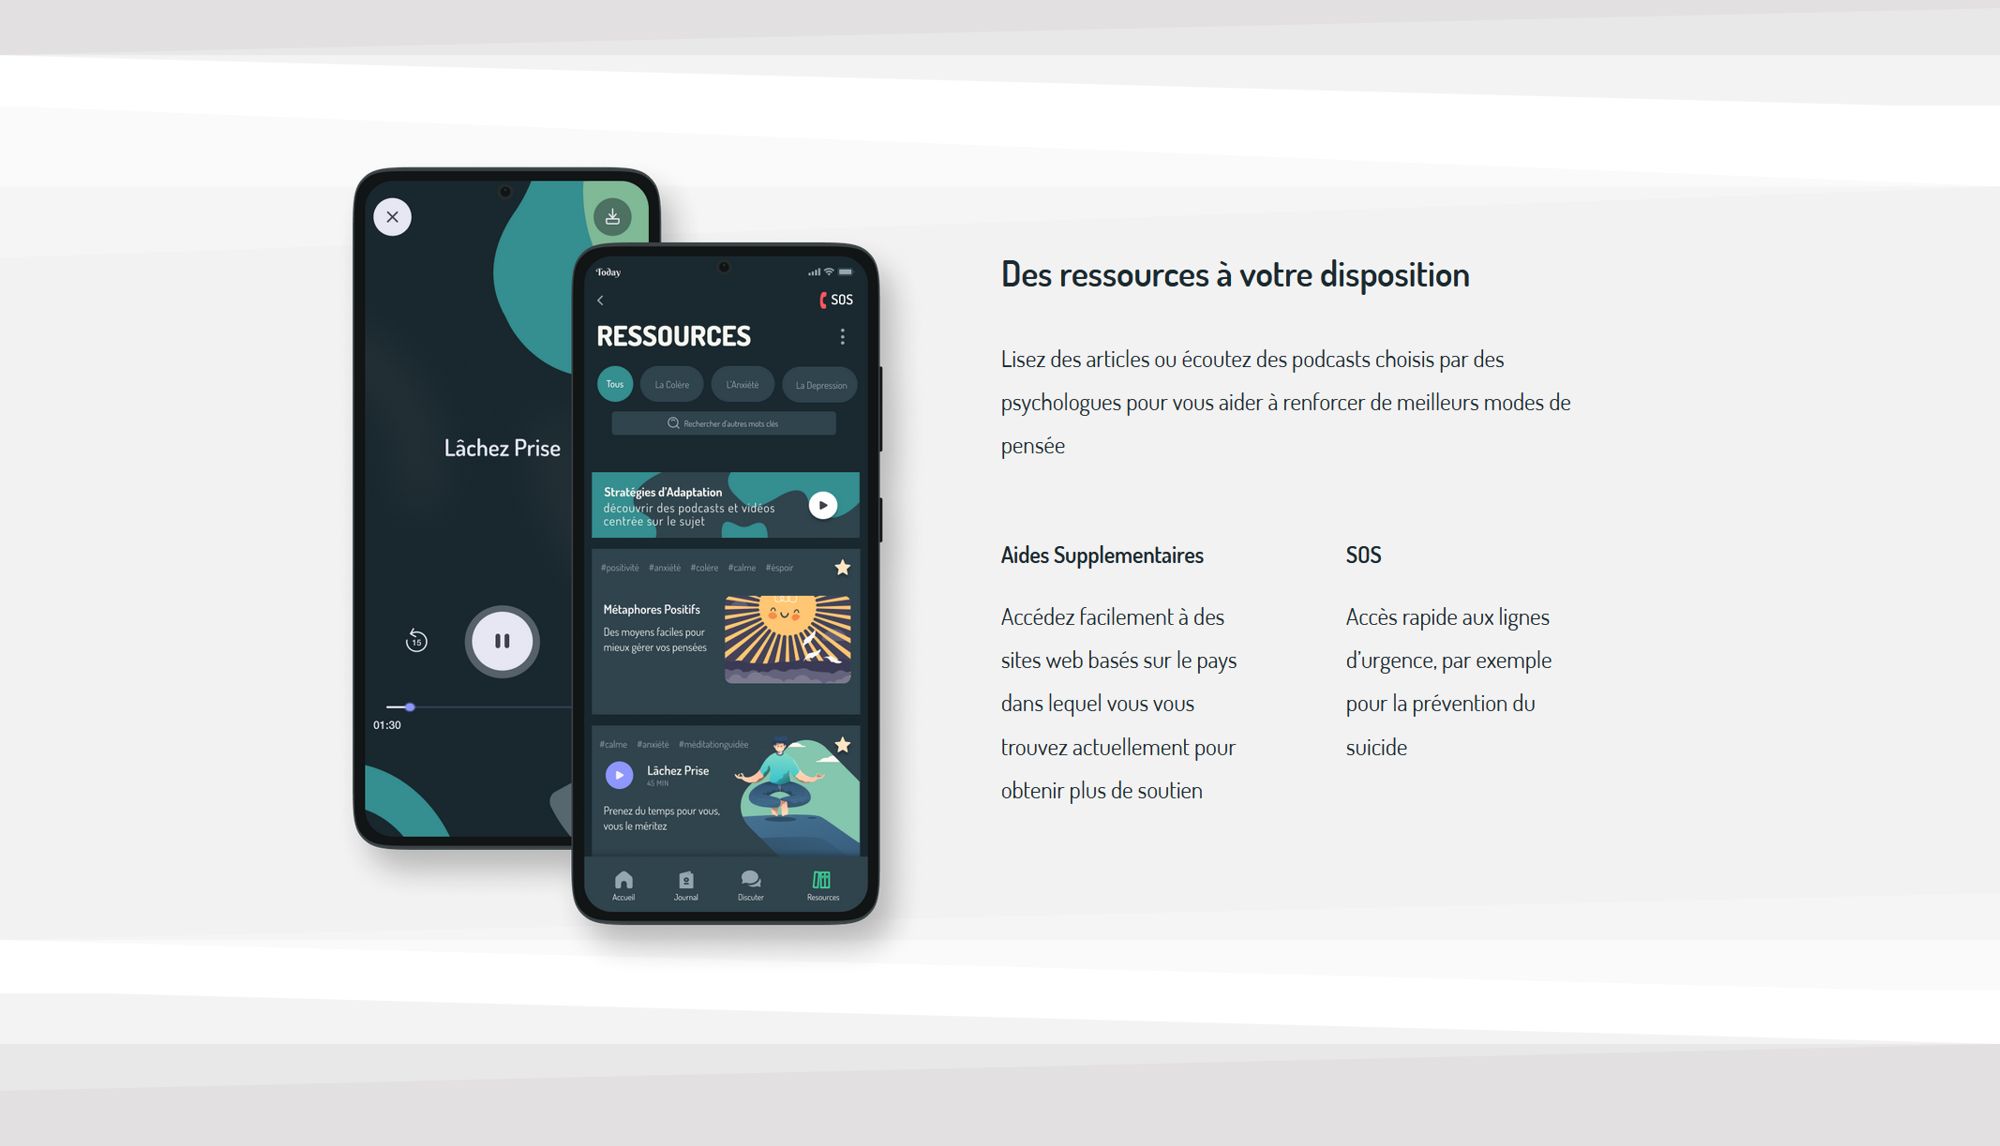 Lâchez Prise
15
01:30
Today
SOS
RESSOURCES
Tous
La Colère
L'Anxiété
La Depression
Rechercher d'autres mots clés
Stratégies d'Adaptation
découvrir des podcasts et vidéos
centrée sur le sujet
#positivité #anxiété #colère #calme #éspoir
Métaphores Positifs
Des moyens faciles pour
mieux gérer vos pensées
#calme #anxiété #méditationguidée
Lâchez Prise
45 MIN
Prenez du temps pour vous,
vous le méritez
Accueil
Journal
Discuter
Resources
Des ressources à votre disposition
Lisez des articles ou écoutez des podcasts choisis par des
psychologues pour vous aider à renforcer de meilleurs modes de
pensée
Aides Supplementaires
Accédez facilement à des
sites web basés sur le pays
dans lequel vous vous
trouvez actuellement pour
obtenir plus de soutien
SOS
Accès rapide aux lignes
d'urgence, par exemple
pour la prévention du
suicide